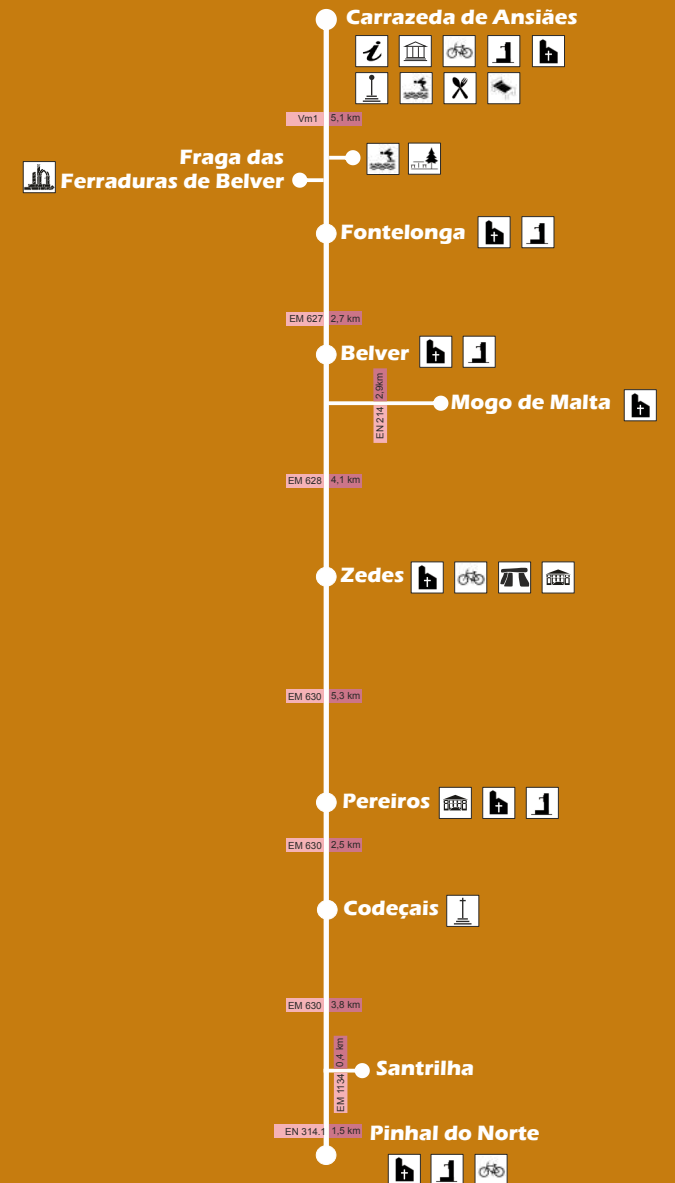 Carrazeda de Ansiães
i
Vm1 5,1 km
Fraga das
Ferraduras de Belver
Fontelonga
EM 627 2,7 km
Belver
EN 214 2,9km
Mogo de Malta
EM 628 4,1 km
Zedes
EM 630 5,3 km
Pereiros
EM 630 2,5 km
Codeçais
EM 630 3,8 km
EM 1134 0,4 km
Santrilha
EN 314.1 1,5 km
Pinhal do Norte